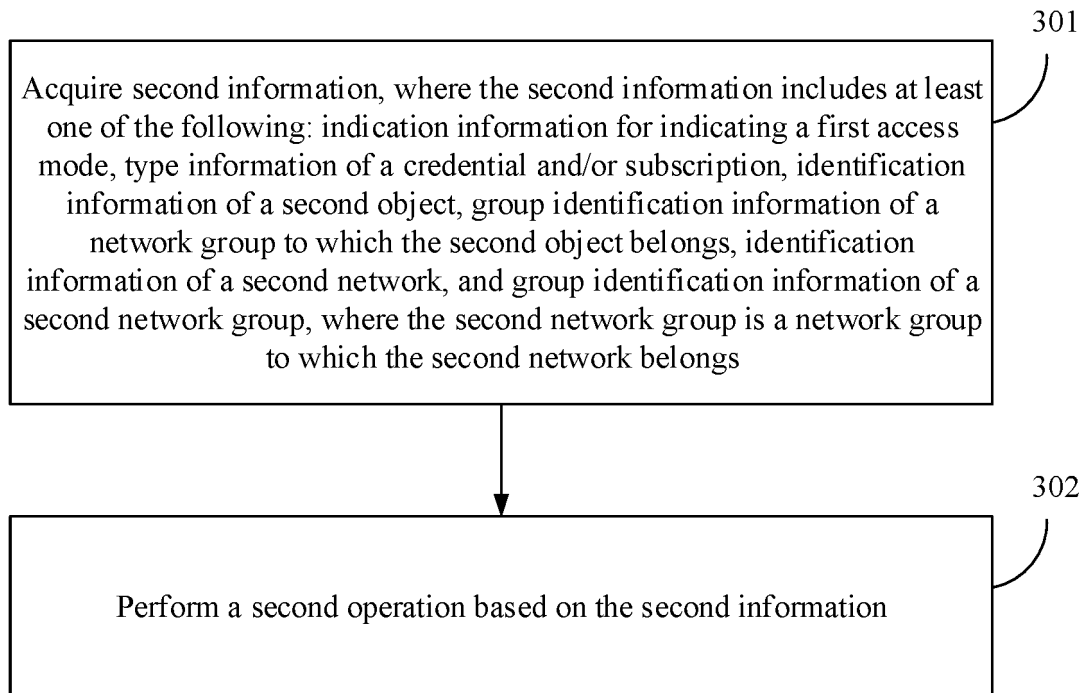 301
Acquire second information, where the second information includes at least
one of the following: indication information for indicating a first access
mode, type information of a credential and/or subscription, identification
information of a second object, group identification information of a
network group to which the second object belongs, identification
information of a second network, and group identification information of a
second network group, where the second network group is a network group
to which the second network belongs
302
Perform a second operation based on the second information